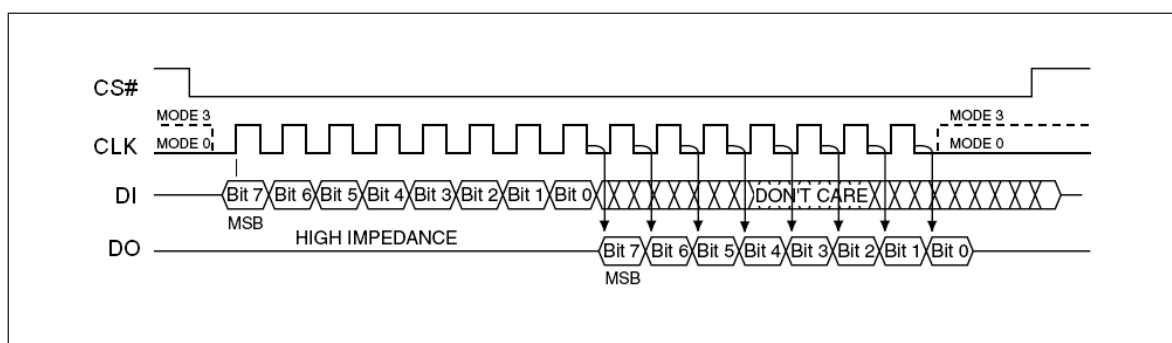 CS#
MODE 3 MODE 3
CLK MODE 0 MODE 0
DI Bit 7 Bit 6 Bit 5 Bit 4 Bit 3 Bit 2 Bit 1 Bit 0 DON'T CARE
MSB
HIGH IMPEDANCE
DO Bit 7 Bit 6 Bit 5 Bit 4 Bit 3 Bit 2 Bit 1 Bit 0
MSB